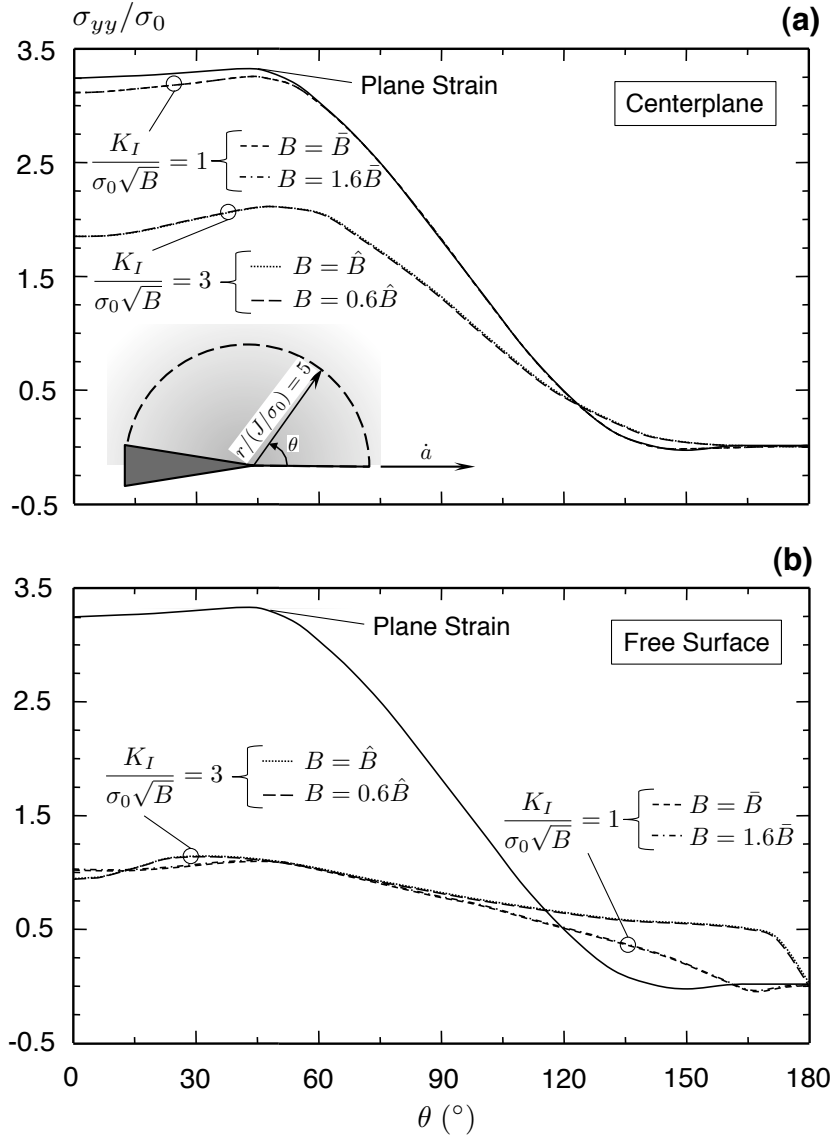 σ_yy/σ_0
(a)
3.5
Plane Strain
Centerplane
K_I/(σ_0√B) = 1
B = B̄
B = 1.6B̄
2.5
K_I/(σ_0√B) = 3
B = B̂
B = 0.6B̂
1.5
r/(J/σ_0) = 5
θ
ȧ
0.5
-0.5
(b)
3.5
Plane Strain
Free Surface
2.5
K_I/(σ_0√B) = 3
B = B̂
B = 0.6B̂
K_I/(σ_0√B) = 1
B = B̄
B = 1.6B̄
1.5
0.5
-0.5
0 30 60 90 120 150 180
θ (°)